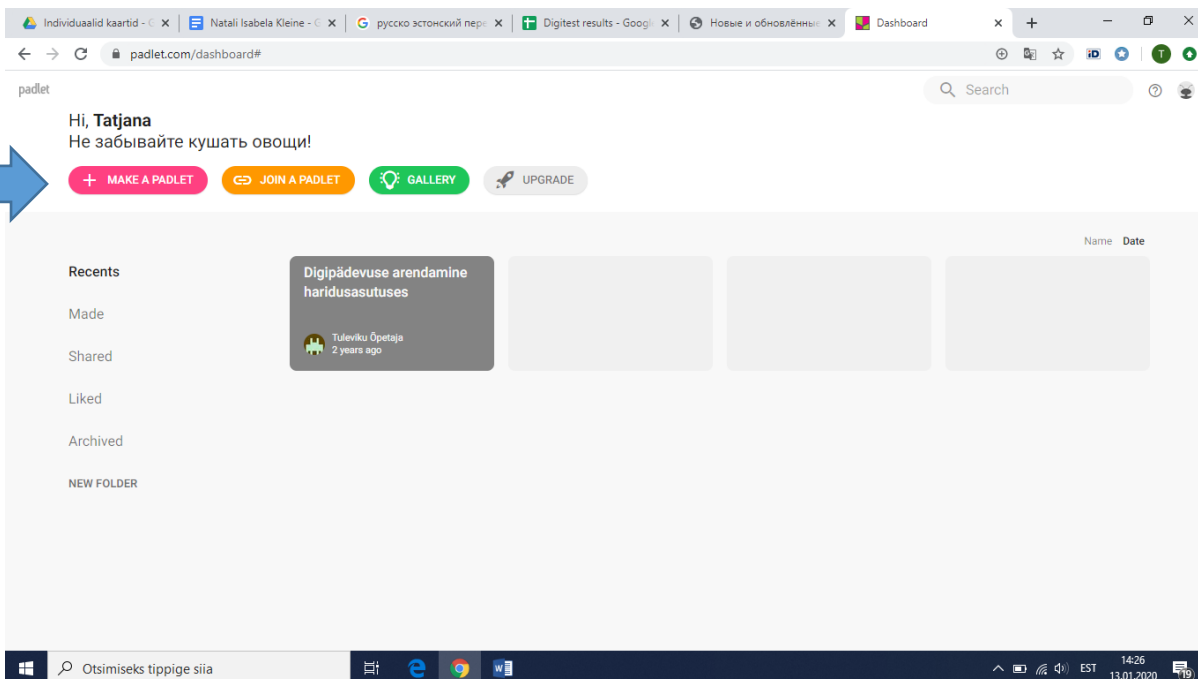 Individuaalid kaartid - G
Natali Isabela Kleine - G
русско эстонский пере
Digitest results - Googl
Новые и обновлённые
Dashboard
padlet.com/dashboard#
iD
T
padlet
Search
Hi, Tatjana
Не забывайте кушать овощи!
MAKE A PADLET
JOIN A PADLET
GALLERY
UPGRADE
Name Date
Recents
Made
Shared
Liked
Archived
NEW FOLDER
Digipädevuse arendamine
haridusasutuses
Tuleviku Õpetaja
2 years ago
Otsimiseks tippige siia
EST
14:26
13.01.2020
19